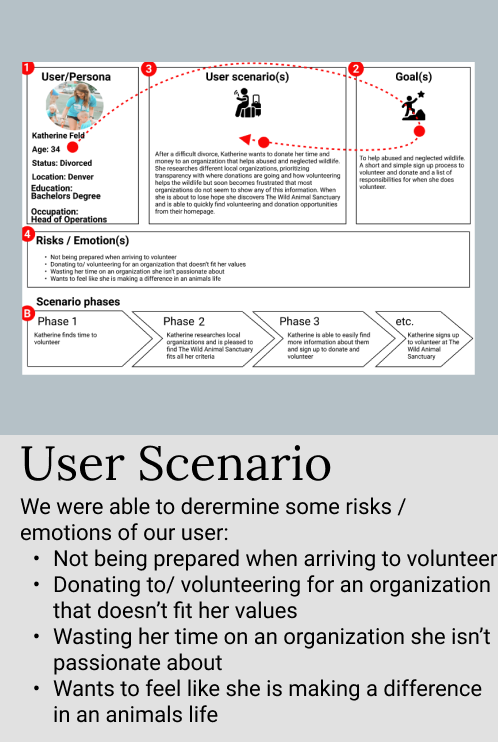 1
User/Persona
Katherine Feld
Age: 34
Status: Divorced
Location: Denver
Education:
Bachelors Degree
Occupation:
Head of Operations
3
User scenario(s)
After a difficult divorce, Katherine wants to donate her time and
money to an organization that helps abused and neglected wildlife.
She researches different local organizations, prioritizing
transparency with where donations are going and how volunteering
helps the wildlife but soon becomes frustrated that most
organizations do not seem to show any of this information. When
she is about to lose hope she discovers The Wild Animal Sanctuary
and is able to quickly find volunteering and donation opportunities
from their homepage.
2
Goal(s)
To help abused and neglected wildlife.
A short and simple sign up process to
volunteer and donate and a list of
responsibilities for when she does
volunteer.
4
Risks / Emotion(s)
• Not being prepared when arriving to volunteer
• Donating to/ volunteering for an organization that doesn't fit her values
• Wasting her time on an organization she isn't passionate about
• Wants to feel like she is making a difference in an animals life
Scenario phases
B
Phase 1
Katherine finds time to
volunteer
Phase 2
Katherine researches local
organizations and is pleased to
find The Wild Animal Sanctuary
fits all her criteria
Phase 3
Katherine is able to easily find
more information about them
and sign up to donate and
volunteer
etc.
Katherine signs up
to volunteer at The
Wild Animal
Sanctuary
User Scenario
We were able to derermine some risks /
emotions of our user:
• Not being prepared when arriving to volunteer
• Donating to/ volunteering for an organization
that doesn't fit her values
• Wasting her time on an organization she isn't
passionate about
• Wants to feel like she is making a difference
in an animals life